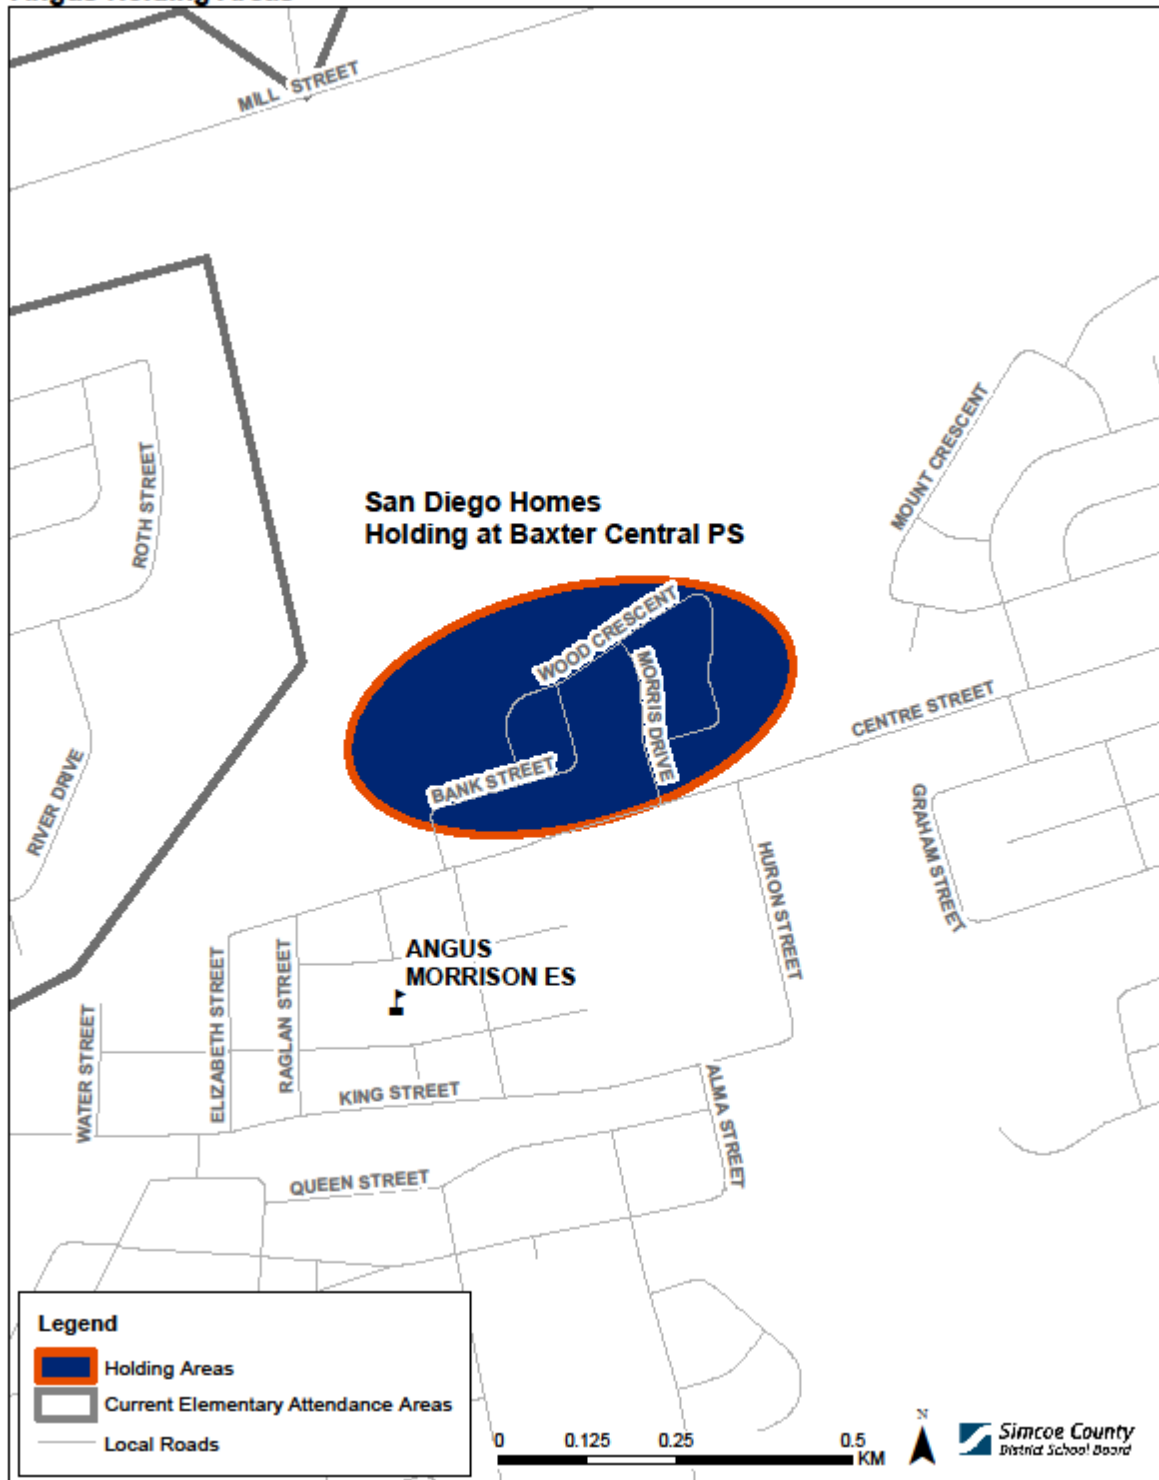 MILL STREET
ROTH STREET
MOUNT CRESCENT
San Diego Homes
Holding at Baxter Central PS
WOOD CRESCENT
MORRIS DRIVE
BANK STREET
CENTRE STREET
RIVER DRIVE
GRAHAM STREET
HURON STREET
ANGUS
MORRISON ES
ELIZABETH STREET
RAGLAN STREET
WATER STREET
KING STREET
ALMA STREET
QUEEN STREET
Legend
Holding Areas
Current Elementary Attendance Areas
Local Roads
0 0.125 0.25 0.5
KM
N
Simcoe County
District School Board